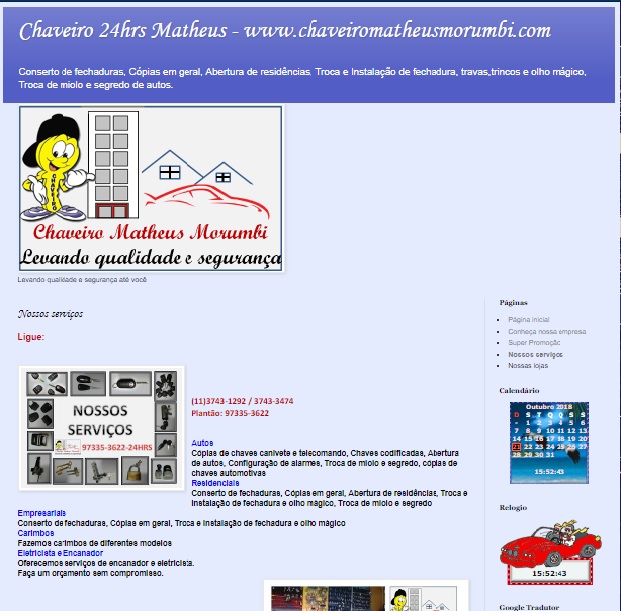 Chaveiro 24hrs Matheus - www.chaveiromatheusmorumbi.com
Conserto de fechaduras, Cópias em geral, Abertura de residências, Troca e Instalação de fechadura, travas,trincos e olho mágico,
Troca de miolo e segredo de autos.
CHAVEIRO
Chaveiro Matheus Morumbi
Levando qualidade e segurança
Levando qualidade e segurança até você
Nossos serviços
Ligue:
NOSSOS
SERVIÇOS
97335-3622-24HRS
(11)3743-1292 / 3743-3474
Plantão: 97335-3622
Autos
Cópias de chaves canivete e telecomando, Chaves codificadas, Abertura
de autos, Configuração de alarmes, Troca de miolo e segredo, cópias de
chaves automotivas
Residenciais
Conserto de fechaduras, Cópias em geral, Abertura de residências, Troca e
Instalação de fechadura e olho mágico, Troca de miolo e segredo
Empresariais
Conserto de fechaduras, Cópias em geral, Troca e Instalação de fechadura e olho mágico
Carimbos
Fazemos carimbos de diferentes modelos
Eletricista e Encanador
Oferecemos serviços de encanador e eletricista.
Faça um orçamento sem compromisso.
Páginas
Página inicial
Conheça nossa empresa
Super Promoção
Nossos serviços
Nossas lojas
Calendário
Outubro 2018
D S T Q Q S S
1 2 3 4 5 6
7 8 9 10 11 12 13
14 15 16 17 18 19 20
21 22 23 24 25 26 27
28 29 30 31
15:52:43
Relogio
15:52:43
Google Tradutor